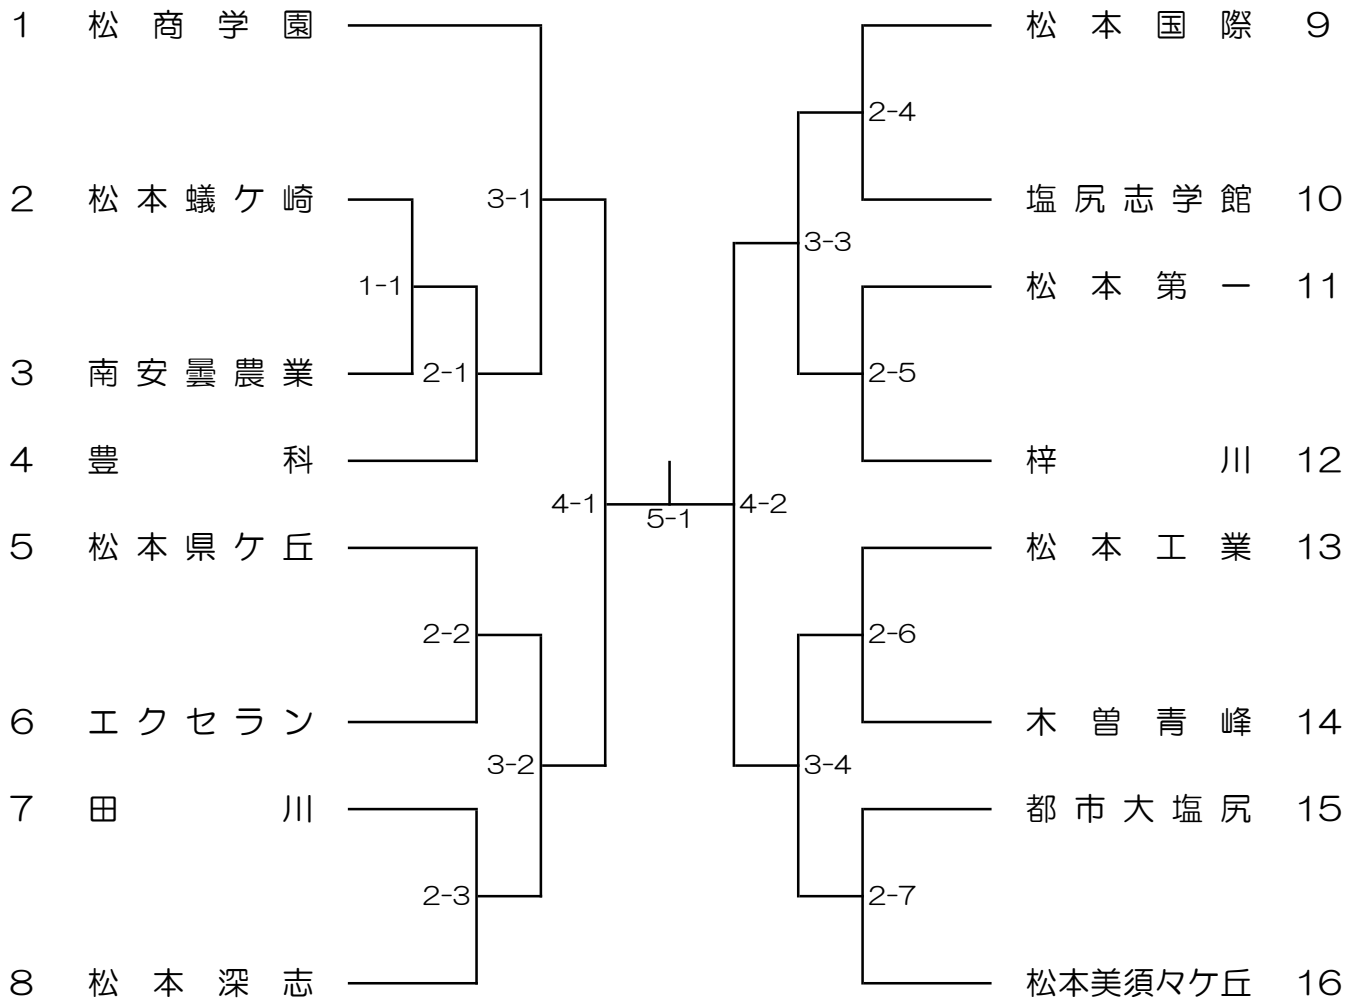 1 松商学園
2 松本蟻ケ崎
3 南安曇農業
4 豊科
5 松本県ケ丘
6 エクセラン
7 田川
8 松本深志
3-1
1-1
2-1
4-1
2-2
3-2
2-3
5-1
2-4
3-3
2-5
4-2
2-6
3-4
2-7
松本国際 9
塩尻志学館 10
松本第一 11
梓川 12
松本工業 13
木曽青峰 14
都市大塩尻 15
松本美須々ケ丘 16